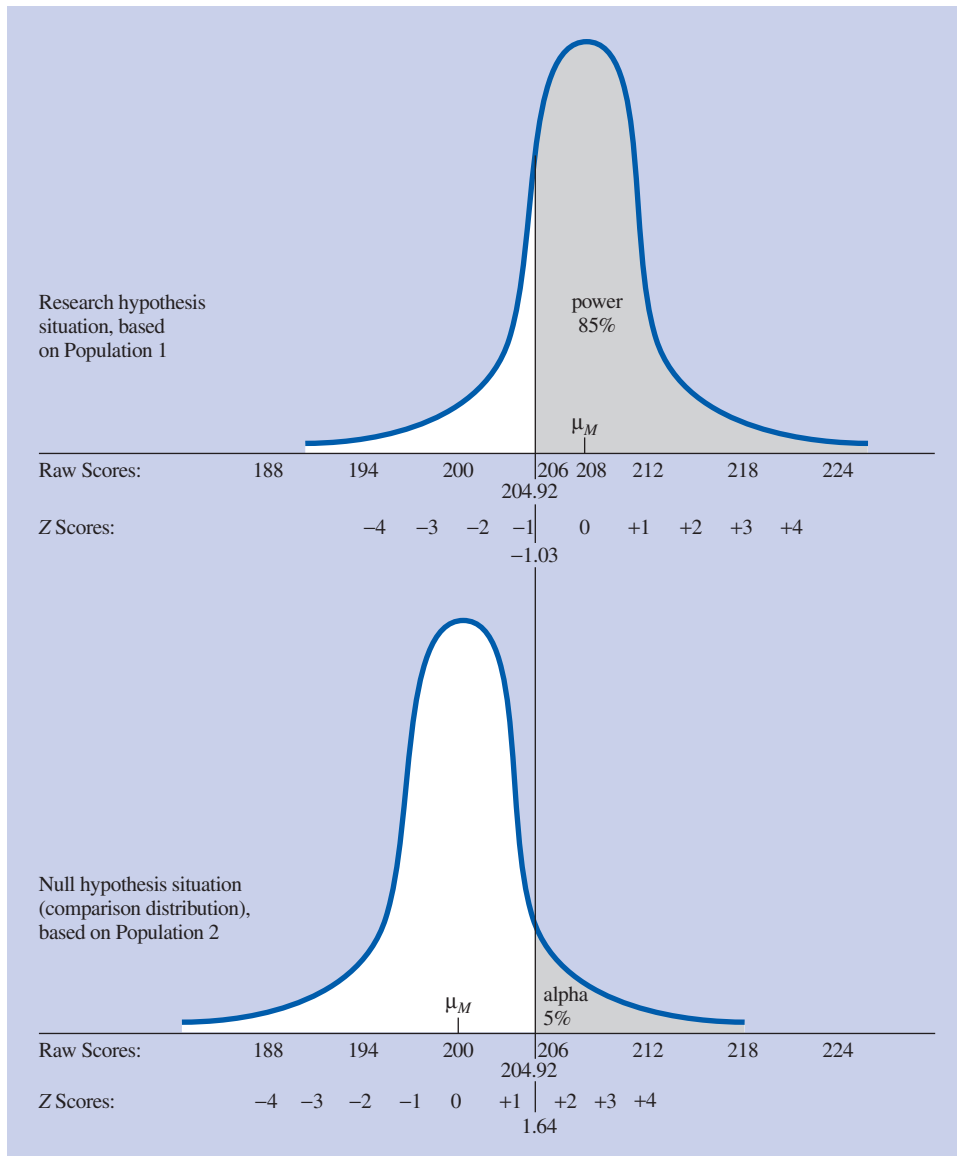 Research hypothesis
situation, based
on Population 1
power
85%
μM
Raw Scores: 188 194 200 206 208 212 218 224
204.92
Z Scores: −4 −3 −2 −1 0 +1 +2 +3 +4
−1.03
Null hypothesis situation
(comparison distribution),
based on Population 2
μM
alpha
5%
Raw Scores: 188 194 200 206 212 218 224
204.92
Z Scores: −4 −3 −2 −1 0 +1 +2 +3 +4
1.64